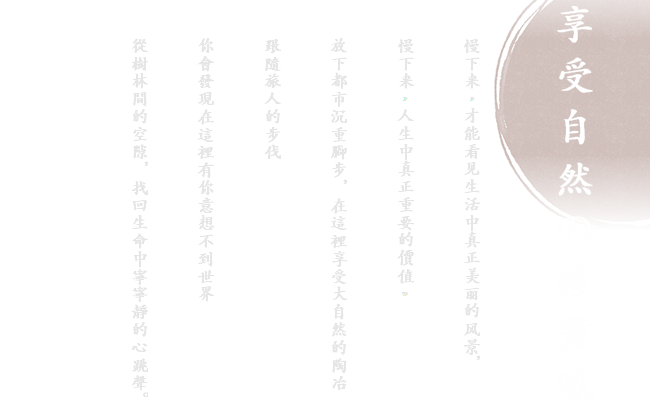 享受自然
慢下來，才能看見生活中真正美麗的風景，
慢下來，人生中真正重要的價值。
放下都市沉重腳步。在這裡享受大自然的陶冶
跟隨旅人的步伐
你會發現在這裡有你意想不到世界
從樹林間的空隙，找回生命中寧寧靜的心跳聲。